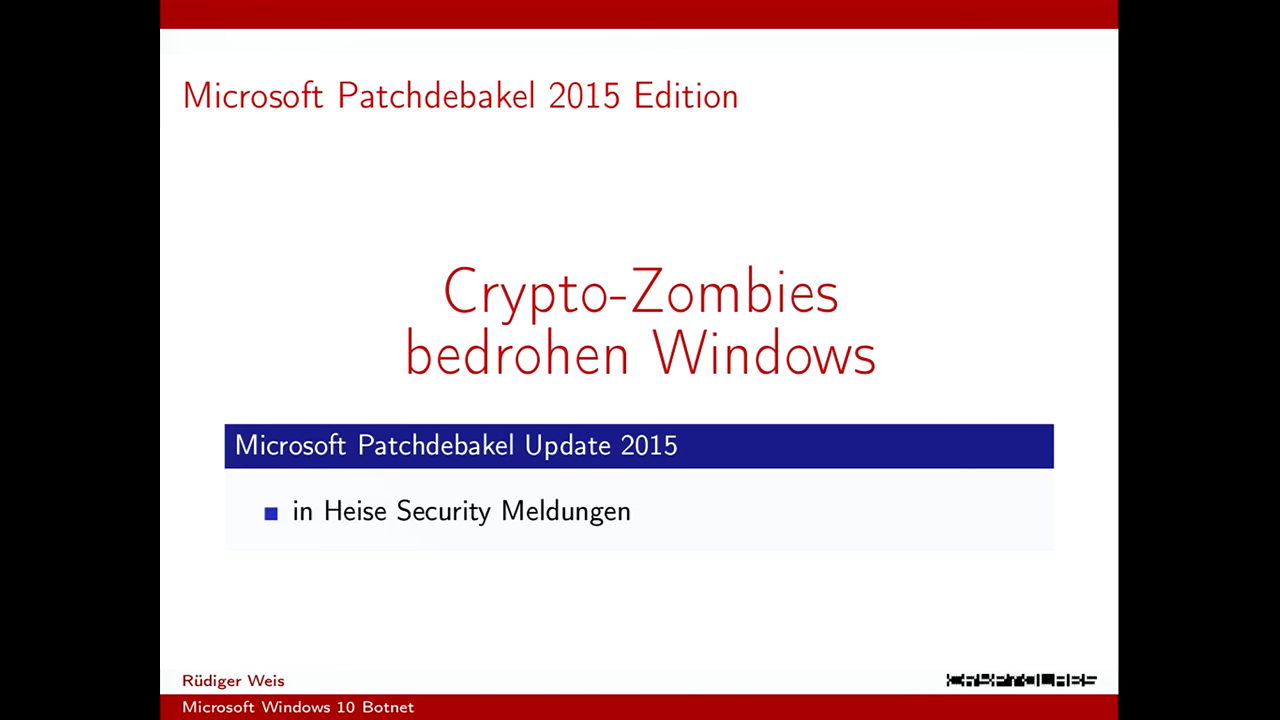 Microsoft Patchdebakel 2015 Edition
Crypto-Zombies
bedrohen Windows
Microsoft Patchdebakel Update 2015
in Heise Security Meldungen
Rüdiger Weis
CRYPTOLABS
Microsoft Windows 10 Botnet